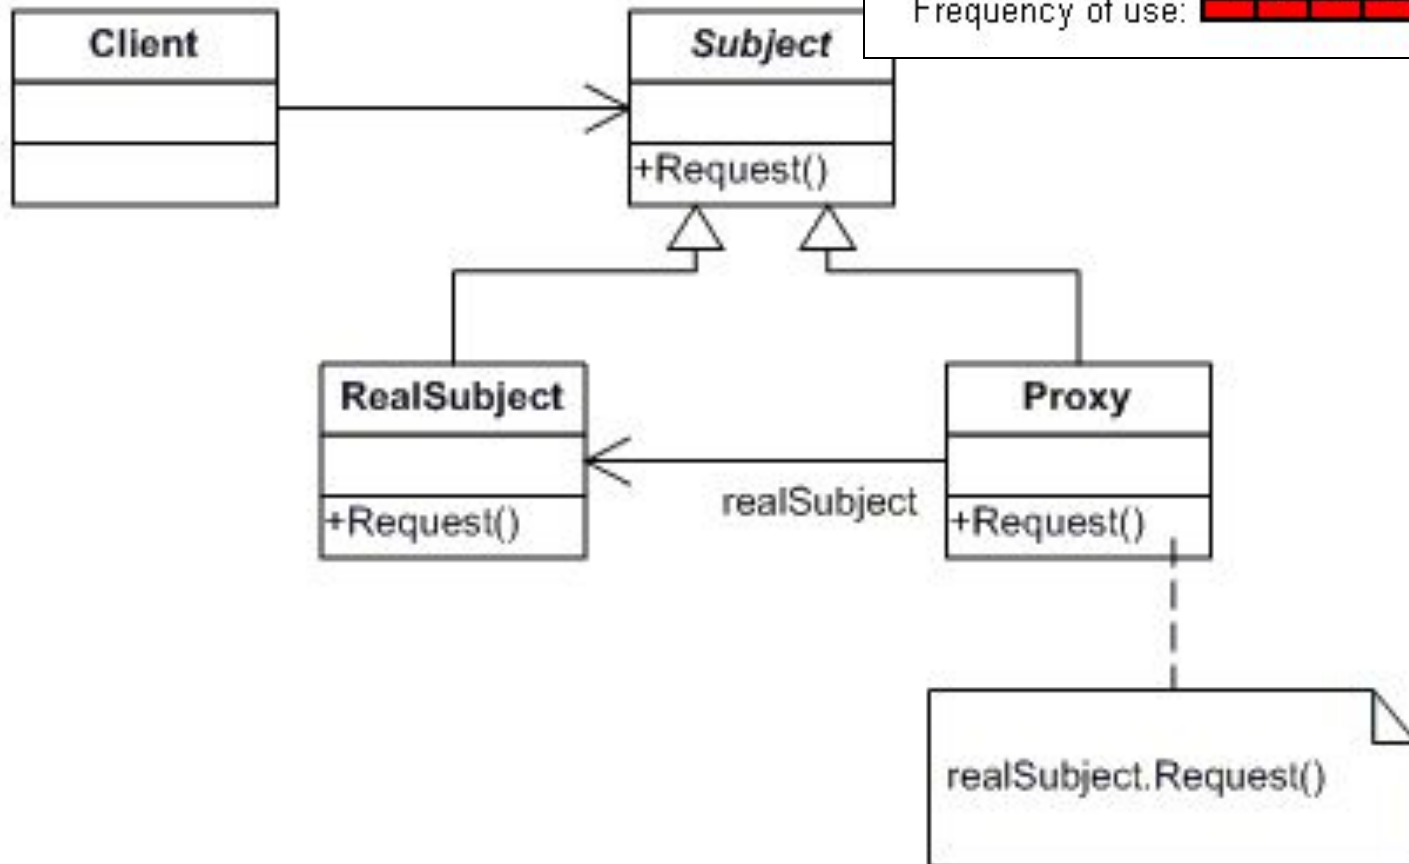 Frequency of use:
Client
Subject
+Request()
RealSubject
Proxy
realSubject
+Request()
+Request()
realSubject.Request()